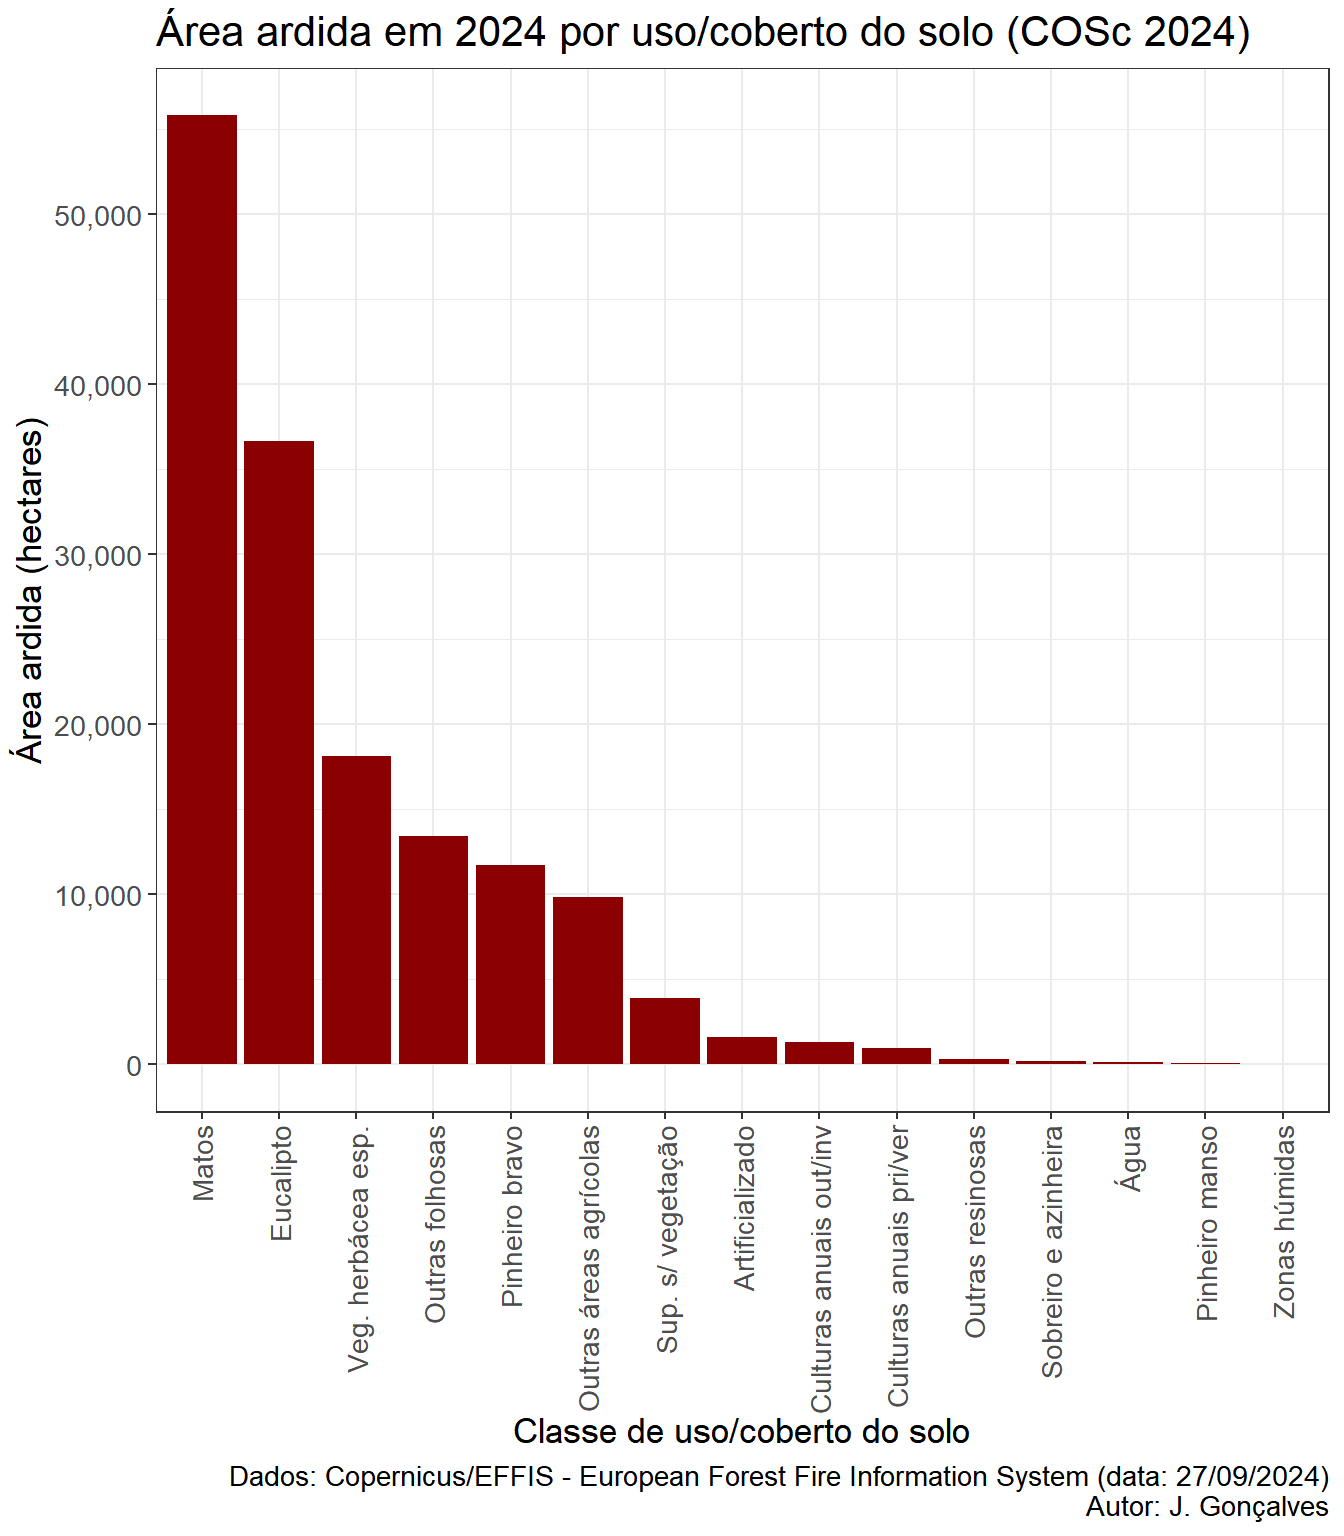 Área ardida em 2024 por uso/coberto do solo (COSc 2024)
Área ardida (hectares)
50,000
40,000
30,000
20,000
10,000
0
Matos
Eucalipto
Veg. herbácea esp.
Outras folhosas
Pinheiro bravo
Outras áreas agrícolas
Sup. s/ vegetação
Artificializado
Culturas anuais out/inv
Culturas anuais pri/ver
Outras resinosas
Sobreiro e azinheira
Água
Pinheiro manso
Zonas húmidas
Classe de uso/coberto do solo
Dados: Copernicus/EFFIS - European Forest Fire Information System (data: 27/09/2024)
Autor: J. Gonçalves